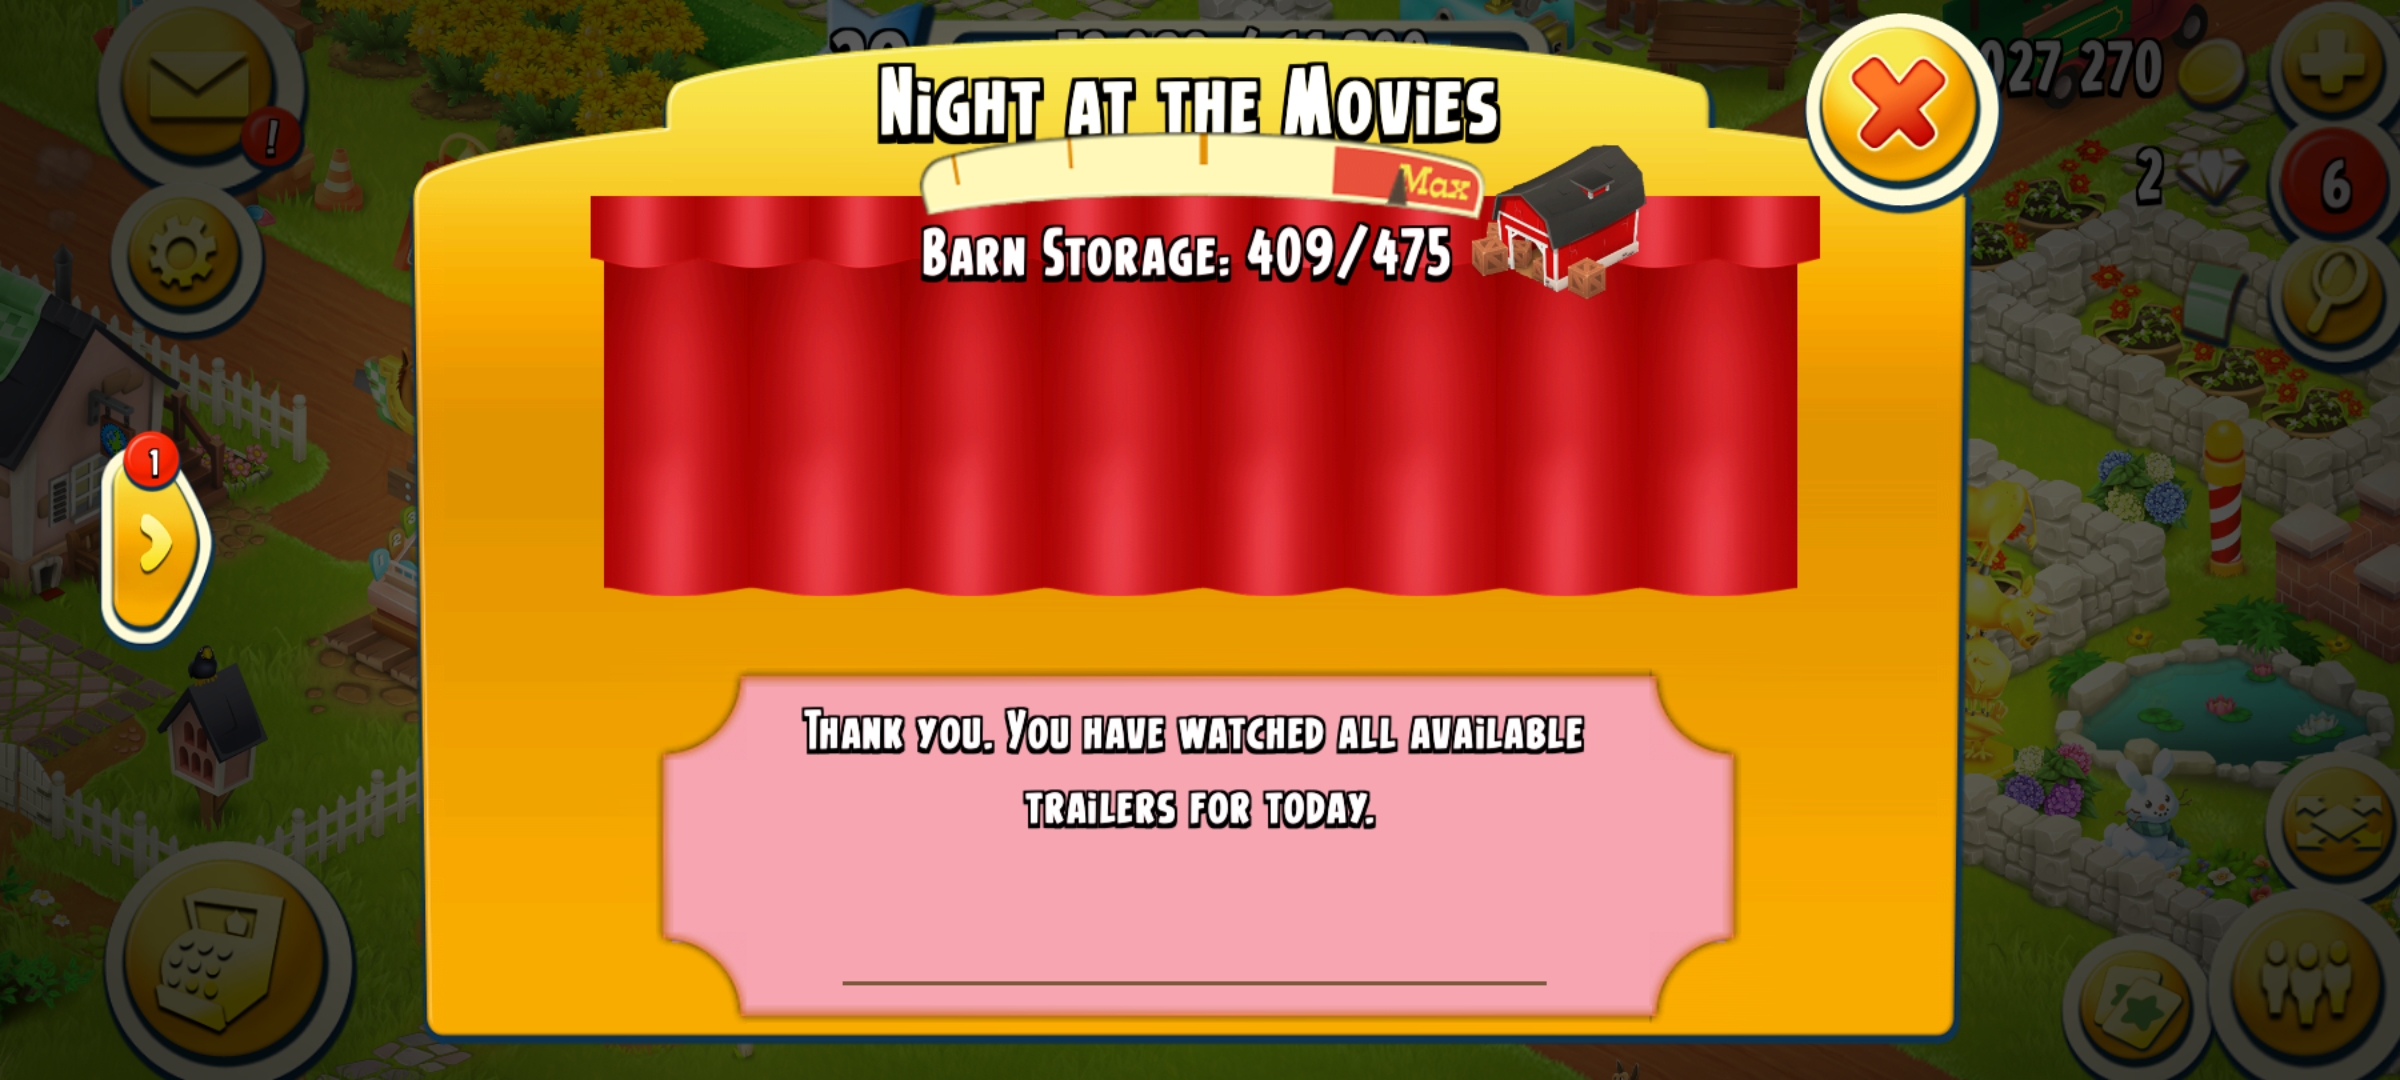 Night at the Movies
Max
Barn Storage: 409/475
027,270
2
6
!
1
Thank you. You have watched all available
trailers for today.